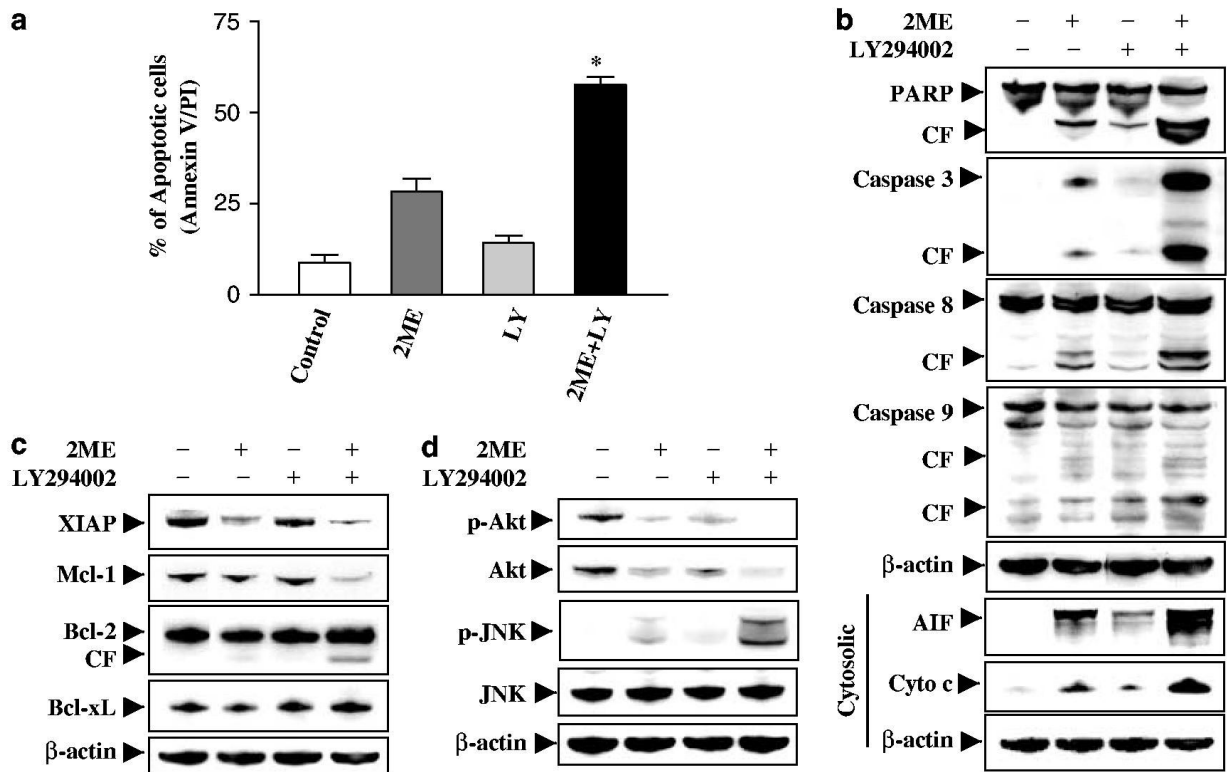 a
75
50
25
0
% of Apoptotic cells
(Annexin V/PI)
Control
2ME
LY
2ME+LY
*
b
2ME – + – +
LY294002 – – + +
PARP
CF
Caspase 3
CF
Caspase 8
CF
Caspase 9
CF
CF
β-actin
Cytosolic
AIF
Cyto c
β-actin
c
2ME – + – +
LY294002 – – + +
XIAP
Mcl-1
Bcl-2
CF
Bcl-xL
β-actin
d
2ME – + – +
LY294002 – – + +
p-Akt
Akt
p-JNK
JNK
β-actin